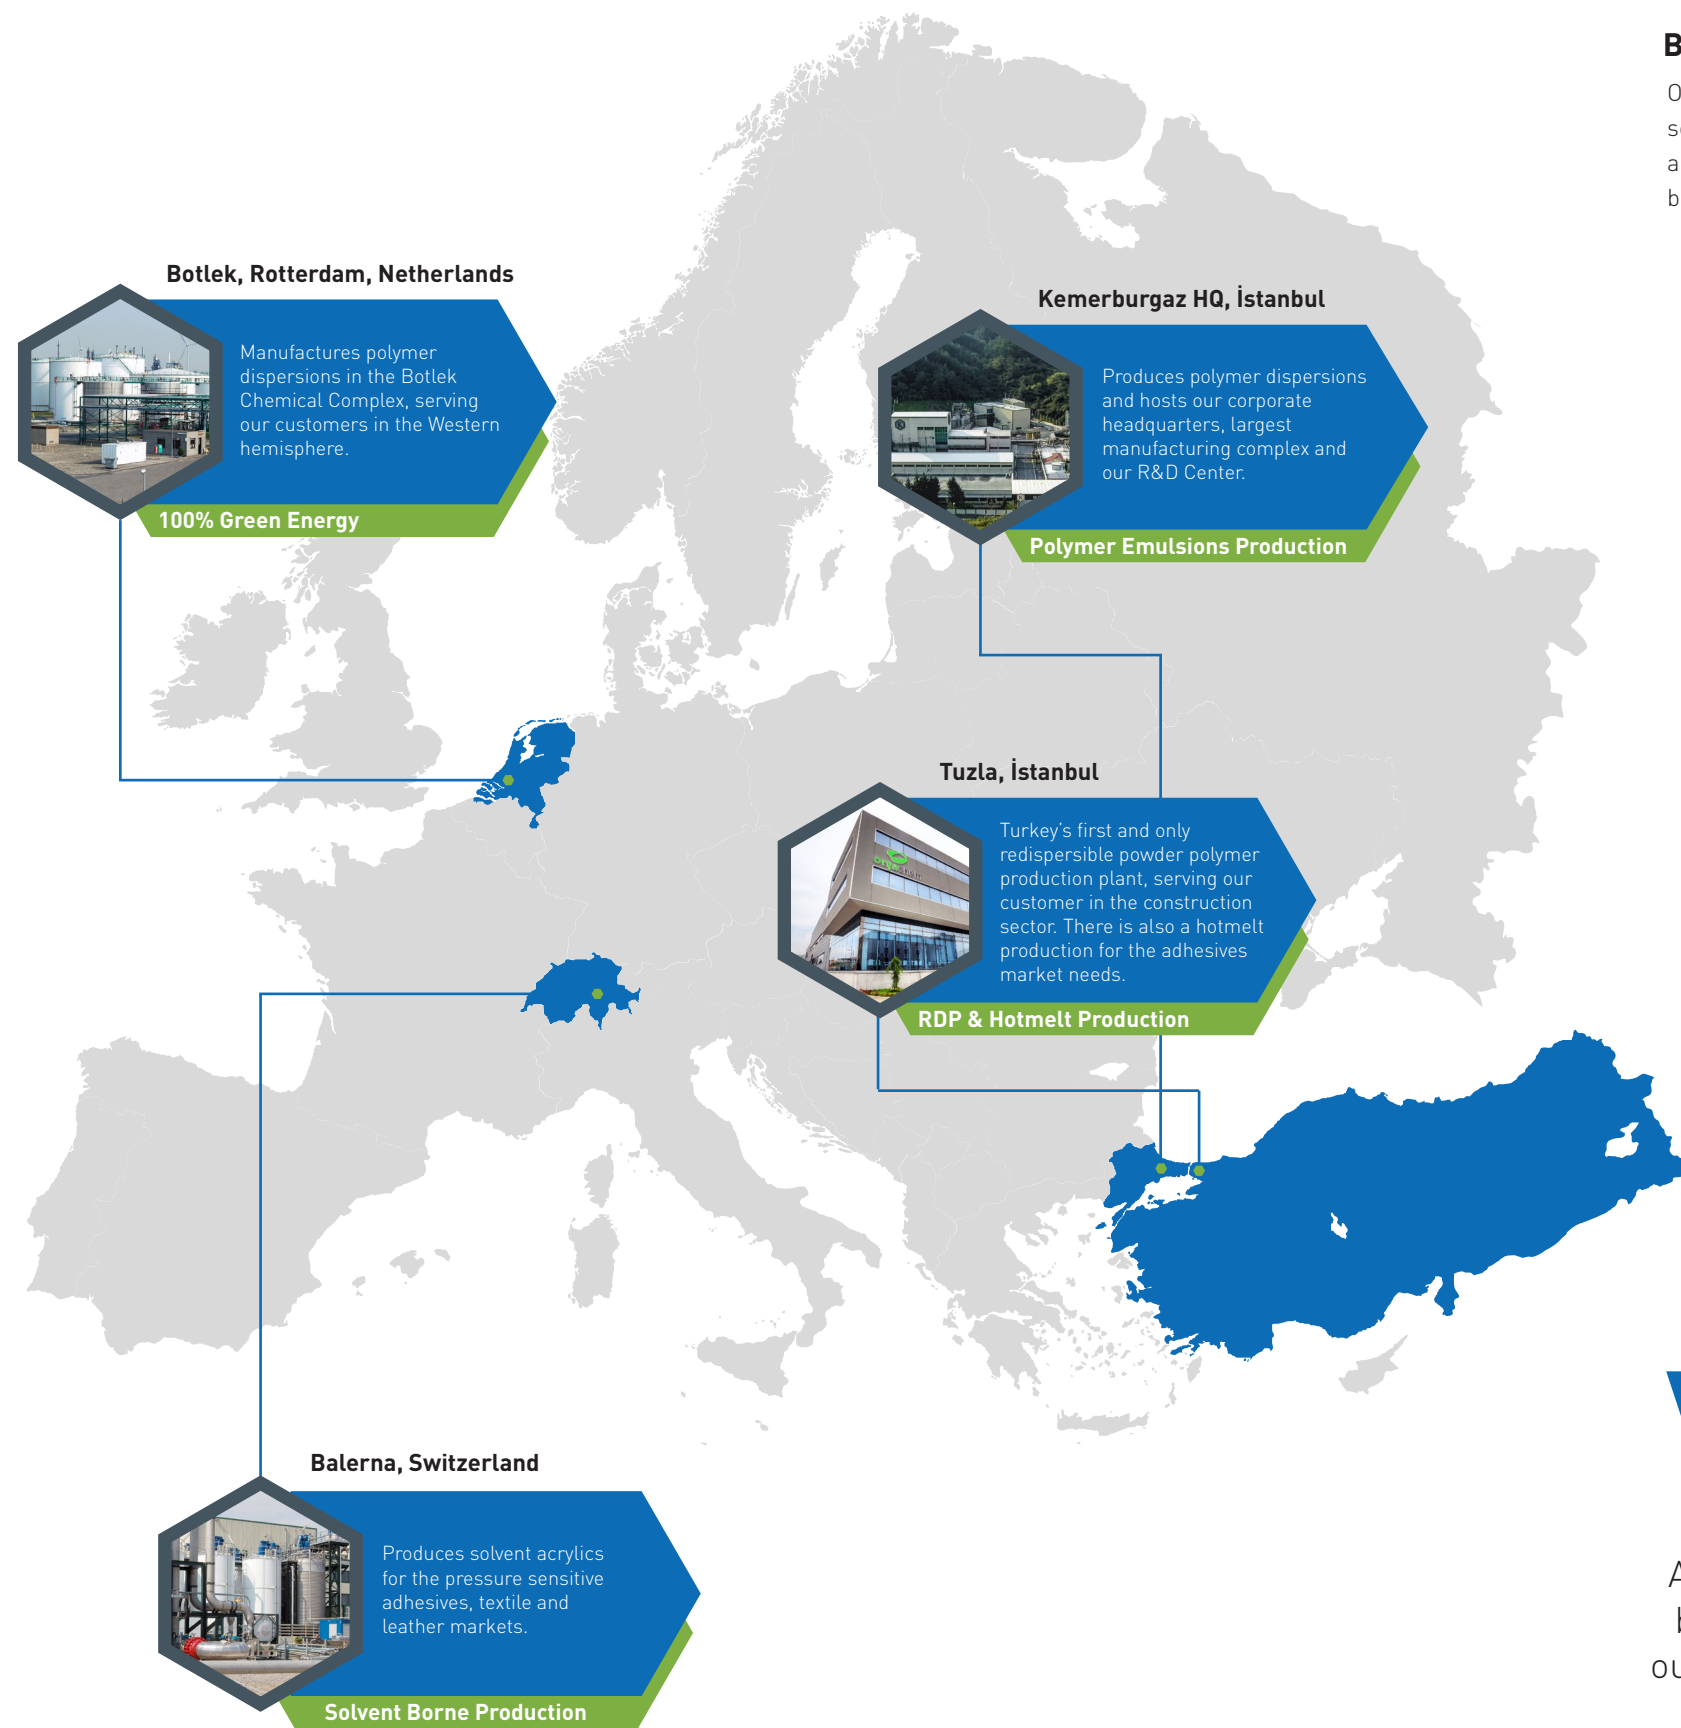 Botlek, Rotterdam, Netherlands
Manufactures polymer
dispersions in the Botlek
Chemical Complex, serving
our customers in the Western
hemisphere.
100% Green Energy
Kemerburgaz HQ, İstanbul
Produces polymer dispersions
and hosts our corporate
headquarters, largest
manufacturing complex and
our R&D Center.
Polymer Emulsions Production
Tuzla, İstanbul
Turkey's first and only
redispersible powder polymer
production plant, serving our
customer in the construction
sector. There is also a hotmelt
production for the adhesives
market needs.
RDP & Hotmelt Production
Balerna, Switzerland
Produces solvent acrylics
for the pressure sensitive
adhesives, textile and
leather markets.
Solvent Borne Production